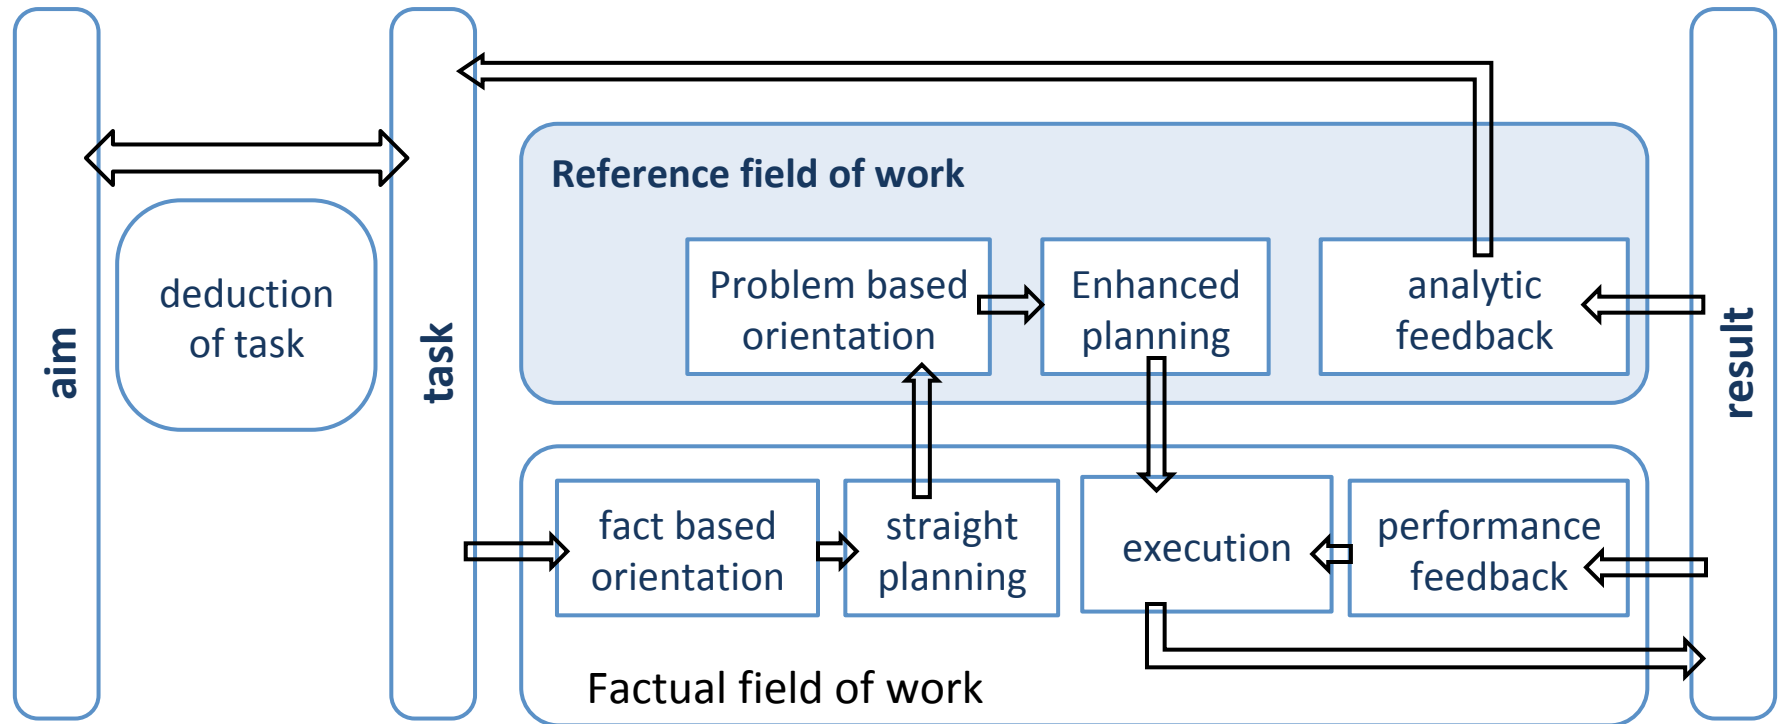 aim
deduction
of task
task
Reference field of work
Problem based
orientation
Enhanced
planning
analytic
feedback
fact based
orientation
straight
planning
execution
performance
feedback
Factual field of work
result